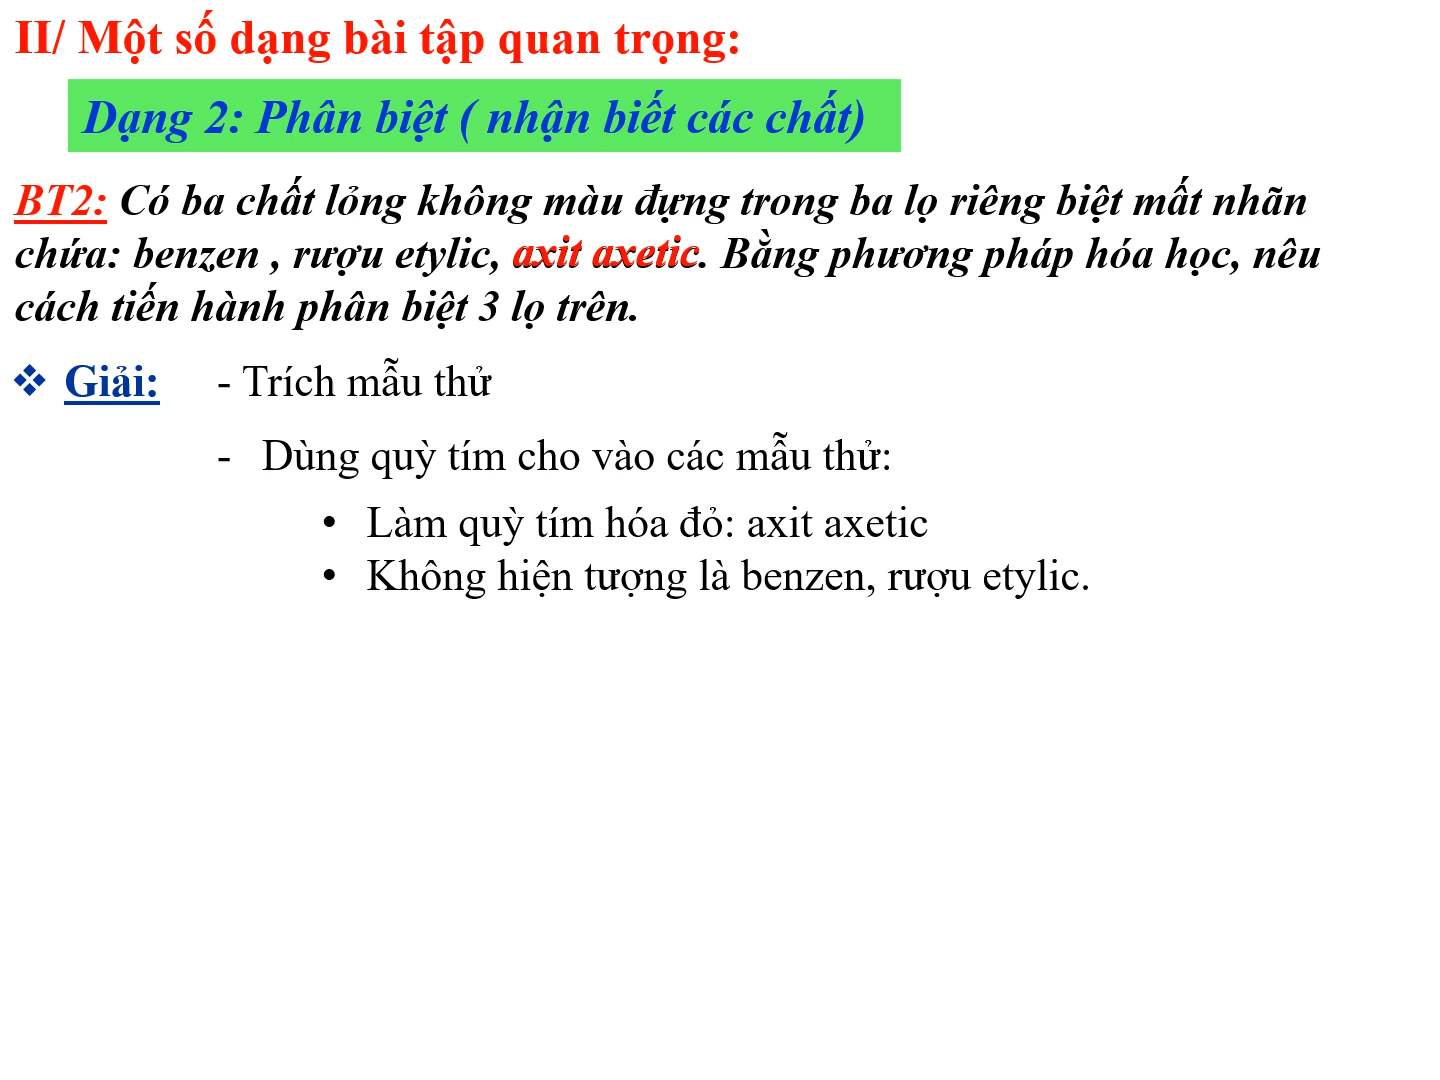 II/ Một số dạng bài tập quan trọng:
Dạng 2: Phân biệt ( nhận biết các chất)
BT2: Có ba chất lỏng không màu đựng trong ba lọ riêng biệt mất nhãn
chứa: benzen , rượu etylic, axit axetic. Bằng phương pháp hóa học, nêu
cách tiến hành phân biệt 3 lọ trên.
❖ Giải: - Trích mẫu thử
- Dùng quỳ tím cho vào các mẫu thử:
• Làm quỳ tím hóa đỏ: axit axetic
• Không hiện tượng là benzen, rượu etylic.